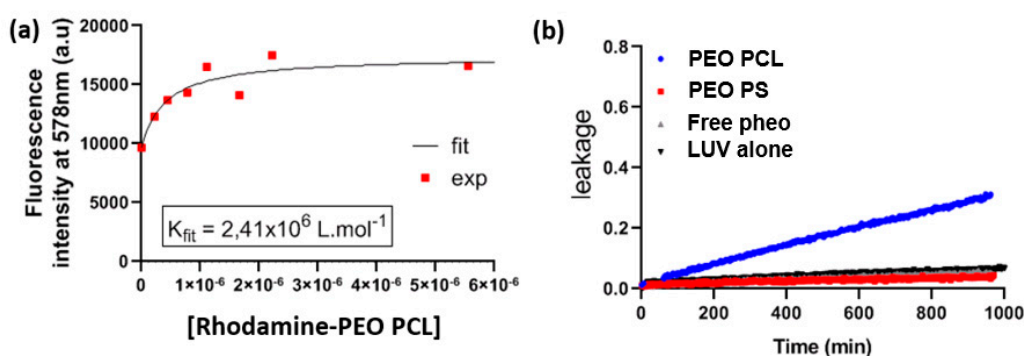 (a)
Fluorescence
intensity at 578nm (a.u)
20000
15000
10000
5000
0
fit
exp
K_fit = 2,41x10⁶ L.mol⁻¹
0 1×10⁻⁶ 2×10⁻⁶ 3×10⁻⁶ 4×10⁻⁶ 5×10⁻⁶ 6×10⁻⁶
[Rhodamine-PEO PCL]
(b)
leakage
0.8
0.6
0.4
0.2
0.0
PEO PCL
PEO PS
Free pheo
LUV alone
0 200 400 600 800 1000
Time (min)